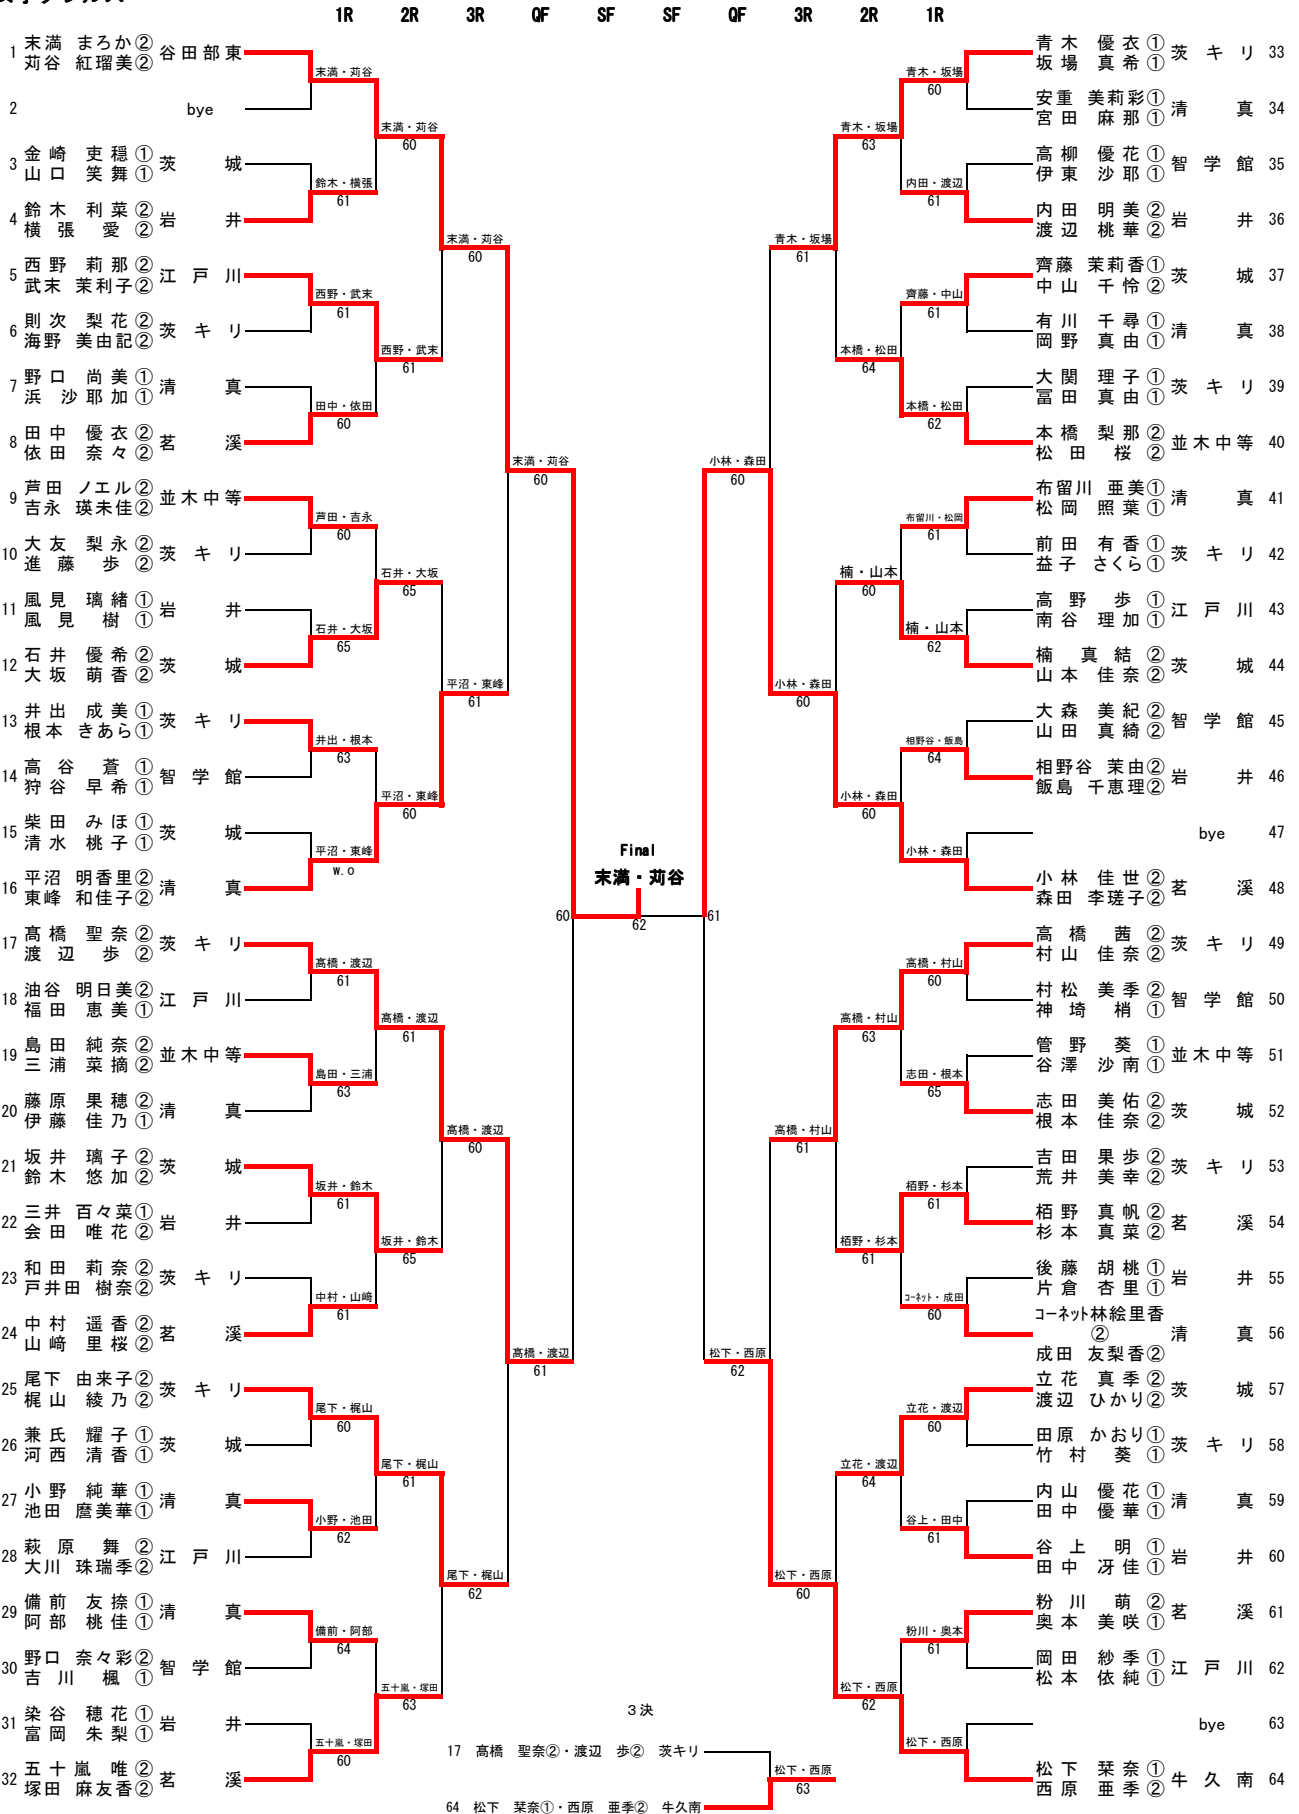 1R 2R 3R QF SF SF QF 3R 2R 1R
1 末満 まろか② 苅谷 紅瑠美② 谷田部東
2 bye
3 金崎 吏穏① 山口 笑舞① 茨城
4 鈴木 利菜② 横張 愛② 岩井
5 西野 莉那② 武末 茉利子② 江戸川
6 則次 梨花② 海野 美由記② 茨キリ
7 野口 尚美① 浜 沙耶加① 清真
8 田中 優衣② 依田 奈々② 茗溪
9 芦田 ノエル② 吉永 瑛未佳② 並木中等
10 大友 梨永② 進藤 歩② 茨キリ
11 風見 璃緒① 風見 樹① 岩井
12 石井 優希② 大坂 萌香② 茨城
13 井出 成美① 根本 きあら① 茨キリ
14 高谷 蒼① 狩谷 早希① 智学館
15 柴田 みほ① 清水 桃子① 茨城
16 平沼 明香里② 東峰 和佳子② 清真
17 髙橋 聖奈② 渡辺 歩② 茨キリ
18 油谷 明日美② 福田 恵美① 江戸川
19 島田 純奈② 三浦 菜摘② 並木中等
20 藤原 果穂② 伊藤 佳乃① 清真
21 坂井 璃子② 鈴木 悠加② 茨城
22 三井 百々菜① 会田 唯花② 岩井
23 和田 莉奈② 戸井田 樹奈② 茨キリ
24 中村 遥香② 山﨑 里桜② 茗溪
25 尾下 由来子② 梶山 綾乃② 茨キリ
26 兼氏 耀子① 河西 清香① 茨城
27 小野 純華① 池田 麿美華① 清真
28 萩原 舞② 大川 珠瑞季② 江戸川
29 備前 友捺① 阿部 桃佳① 清真
30 野口 奈々彩② 吉川 楓① 智学館
31 染谷 穂花① 富岡 朱梨① 岩井
32 五十嵐 唯② 塚田 麻友香② 茗溪
末満・苅谷
鈴木・横張 61
西野・武末 61
田中・依田 60
芦田・吉永 60
石井・大坂 65
井出・根本 63
平沼・東峰 w.o
髙橋・渡辺 61
島田・三浦 63
坂井・鈴木 61
中村・山﨑 61
尾下・梶山 60
小野・池田 62
備前・阿部 64
五十嵐・塚田 60
末満・苅谷 60
西野・武末 61
石井・大坂 65
平沼・東峰 60
髙橋・渡辺 61
坂井・鈴木 65
尾下・梶山 61
五十嵐・塚田 63
末満・苅谷 60
平沼・東峰 61
髙橋・渡辺 60
尾下・梶山 62
末満・苅谷 60
髙橋・渡辺 61
60
Final
末満・苅谷
62
61
小林・森田 60
松下・西原 62
青木・坂場 61
小林・森田 60
高橋・村山 61
松下・西原 60
青木・坂場 63
本橋・松田 64
楠・山本 60
小林・森田 60
高橋・村山 63
栢野・杉本 61
立花・渡辺 64
松下・西原 62
青木・坂場 60
内田・渡辺 61
齊藤・中山 61
本橋・松田 62
布留川・松岡 61
楠・山本 62
相野谷・飯島 64
小林・森田
高橋・村山 60
志田・根本 65
栢野・杉本 61
コーネット・成田 60
立花・渡辺 60
谷上・田中 61
粉川・奥本 61
松下・西原
青木 優衣① 坂場 真希① 茨キリ 33
安重 美莉彩① 宮田 麻那① 清真 34
高柳 優花① 伊東 沙耶① 智学館 35
内田 明美② 渡辺 桃華② 岩井 36
齊藤 茉莉香① 中山 千怜② 茨城 37
有川 千尋① 岡野 真由① 清真 38
大関 理子① 冨田 真由① 茨キリ 39
本橋 梨那② 松田 桜② 並木中等 40
布留川 亜美① 松岡 照葉① 清真 41
前田 有香① 益子 さくら① 茨キリ 42
高野 歩① 南谷 理加① 江戸川 43
楠 真結② 山本 佳奈② 茨城 44
大森 美紀② 山田 真綺② 智学館 45
相野谷 茉由② 飯島 千恵理② 岩井 46
bye 47
小林 佳世② 森田 李瑳子② 茗溪 48
高橋 茜② 村山 佳奈② 茨キリ 49
村松 美季② 神埼 梢① 智学館 50
管野 葵① 谷澤 沙南① 並木中等 51
志田 美佑② 根本 佳奈② 茨城 52
吉田 果歩② 荒井 美幸② 茨キリ 53
栢野 真帆② 杉本 真菜② 茗溪 54
後藤 胡桃① 片倉 杏里① 岩井 55
コーネット林絵里香② 成田 友梨香② 清真 56
立花 真季② 渡辺 ひかり② 茨城 57
田原 かおり① 竹村 葵① 茨キリ 58
内山 優花① 田中 優華① 清真 59
谷上 明① 田中 冴佳① 岩井 60
粉川 萌② 奥本 美咲① 茗溪 61
岡田 紗季① 松本 依純① 江戸川 62
bye 63
松下 栞奈① 西原 亜季② 牛久南 64
3決
17 髙橋 聖奈②・渡辺 歩② 茨キリ
松下・西原 63
64 松下 栞奈①・西原 亜季② 牛久南